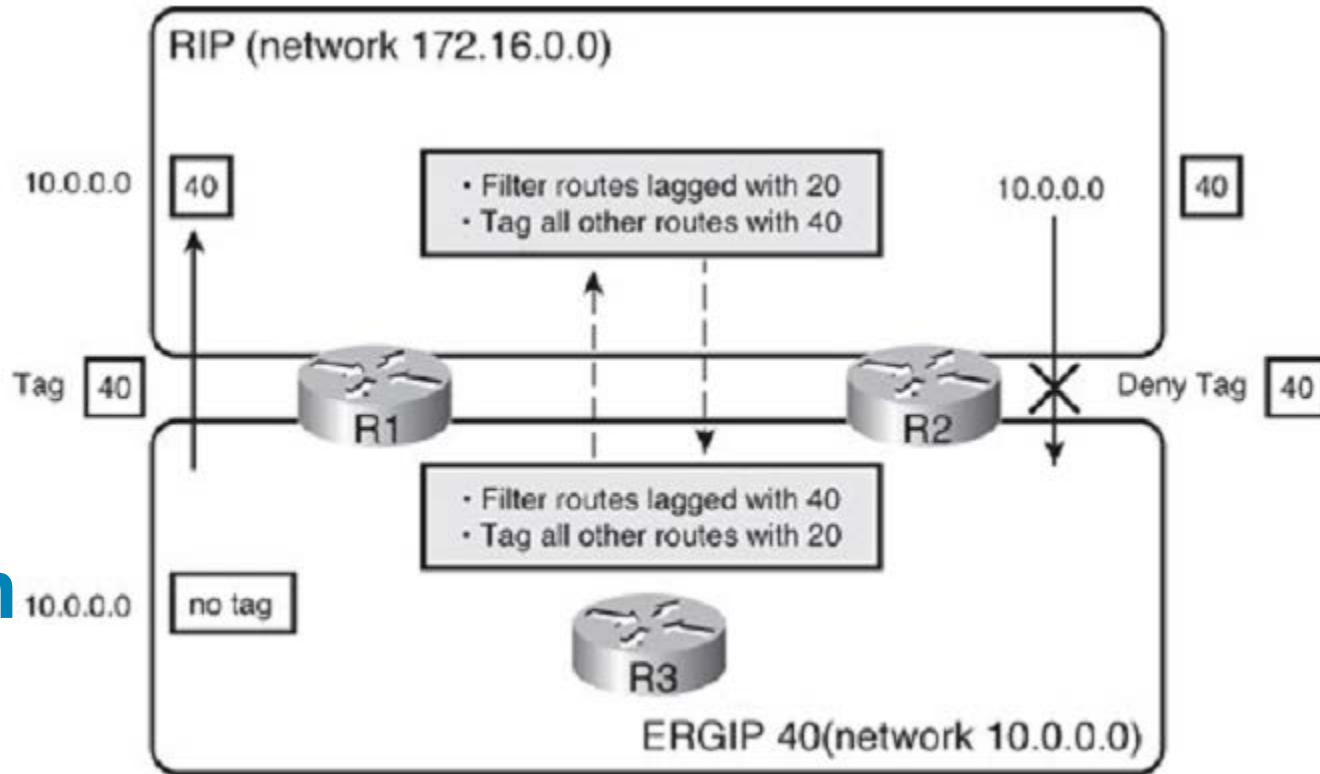 RIP (network 172.16.0.0)
10.0.0.0
40
• Filter routes lagged with 20
• Tag all other routes with 40
10.0.0.0
40
Tag 40
R1
R2
Deny Tag 40
• Filter routes lagged with 40
• Tag all other routes with 20
10.0.0.0
no tag
R3
ERGIP 40(network 10.0.0.0)